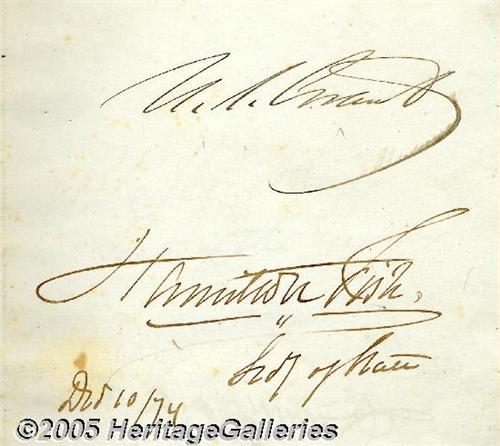 U. S. Grant
Hamilton Fish.
Secy of State
Dec 10/74
©2005 HeritageGalleries